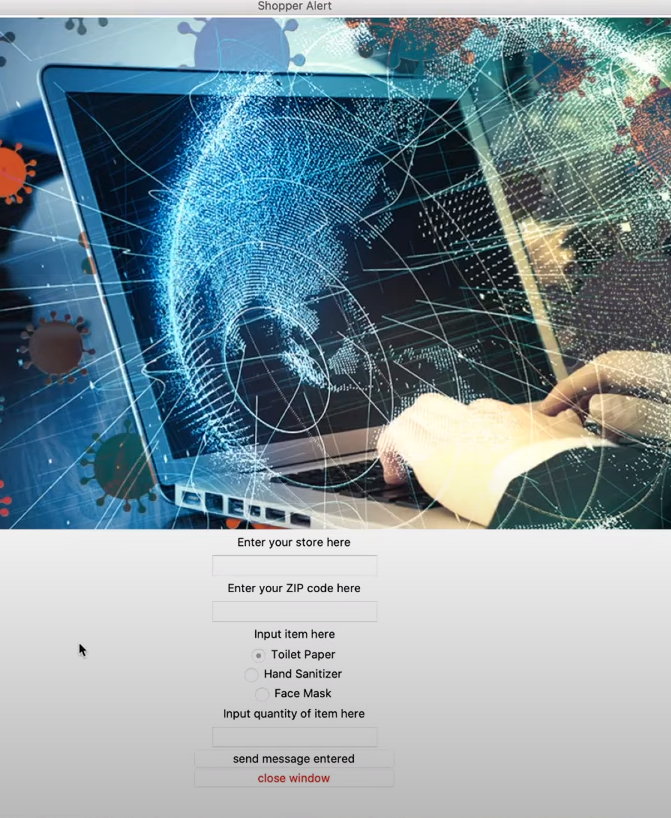 Shopper Alert
Enter your store here
Enter your ZIP code here
Input item here
Toilet Paper
Hand Sanitizer
Face Mask
Input quantity of item here
send message entered
close window